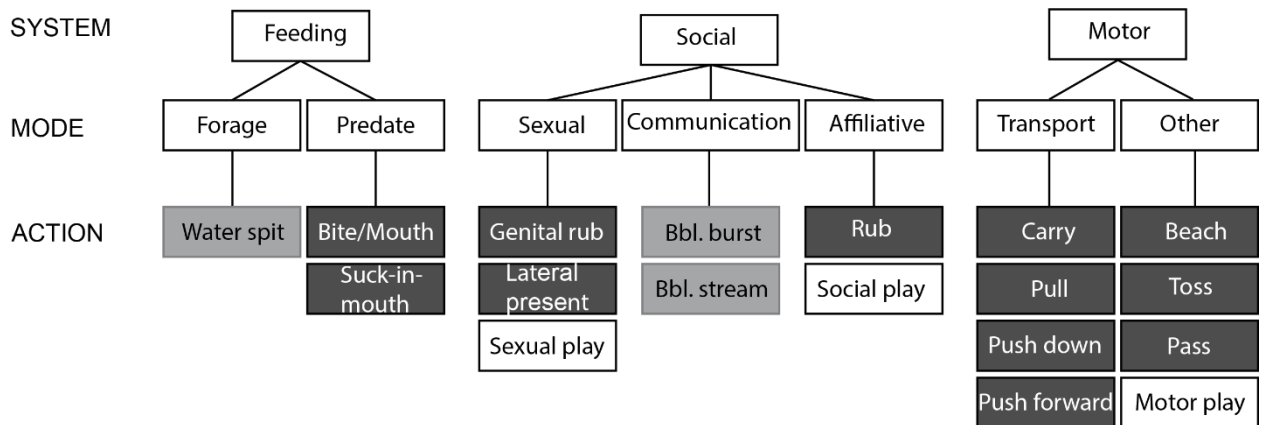 SYSTEM
Feeding
Social
Motor
MODE
Forage
Predate
Sexual
Communication
Affiliative
Transport
Other
ACTION
Water spit
Bite/Mouth
Genital rub
Bbl. burst
Rub
Carry
Beach
Suck-in-
mouth
Lateral
present
Bbl. stream
Social play
Pull
Toss
Sexual play
Push down
Pass
Push forward
Motor play